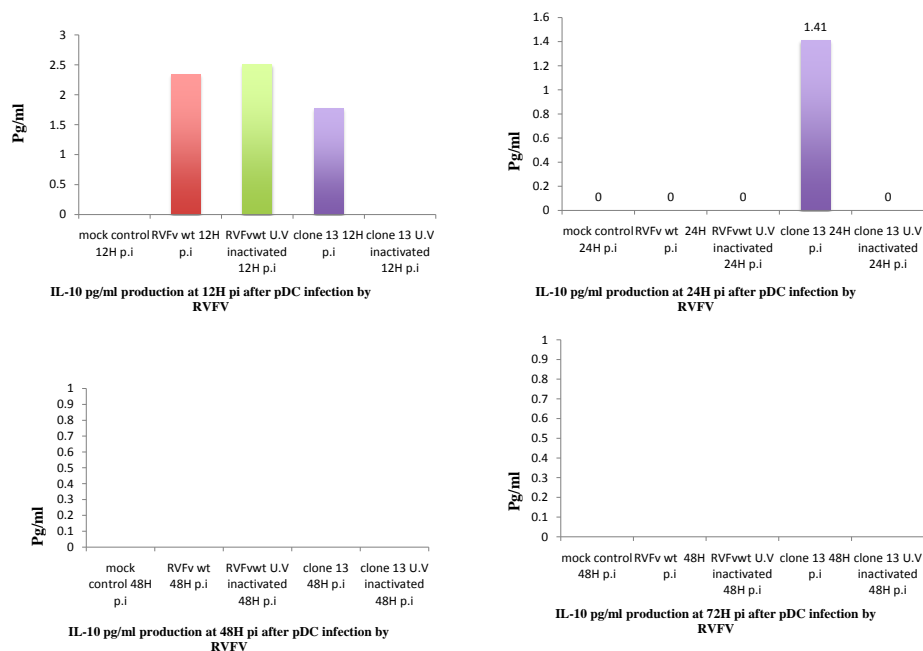 3
2.5
2
1.5
1
0.5
0
Pg/ml
mock control RVFv wt 12H RVFvwt U.V clone 13 12H clone 13 U.V
12H p.i p.i inactivated p.i inactivated
12H p.i 12H p.i
IL-10 pg/ml production at 12H pi after pDC infection by
RVFV
1.6
1.4
1.2
1
0.8
0.6
0.4
0.2
0
Pg/ml
0 0 0 1.41 0
mock control RVFv wt 24H RVFvwt U.V clone 13 24H clone 13 U.V
24H p.i p.i inactivated p.i inactivated
24H p.i 24H p.i
IL-10 pg/ml production at 24H pi after pDC infection by
RVFV
1
0.9
0.8
0.7
0.6
0.5
0.4
0.3
0.2
0.1
0
Pg/ml
mock RVFv wt RVFvwt U.V clone 13 clone 13 U.V
control 48H 48H p.i inactivated 48H p.i inactivated
p.i 48H p.i 48H p.i
IL-10 pg/ml production at 48H pi after pDC infection by
RVFV
1
0.9
0.8
0.7
0.6
0.5
0.4
0.3
0.2
0.1
0
Pg/ml
mock control RVFv wt 48H RVFvwt U.V clone 13 48H clone 13 U.V
48H p.i p.i inactivated p.i inactivated
48H p.i 48H p.i
IL-10 pg/ml production at 72H pi after pDC infection by
RVFV